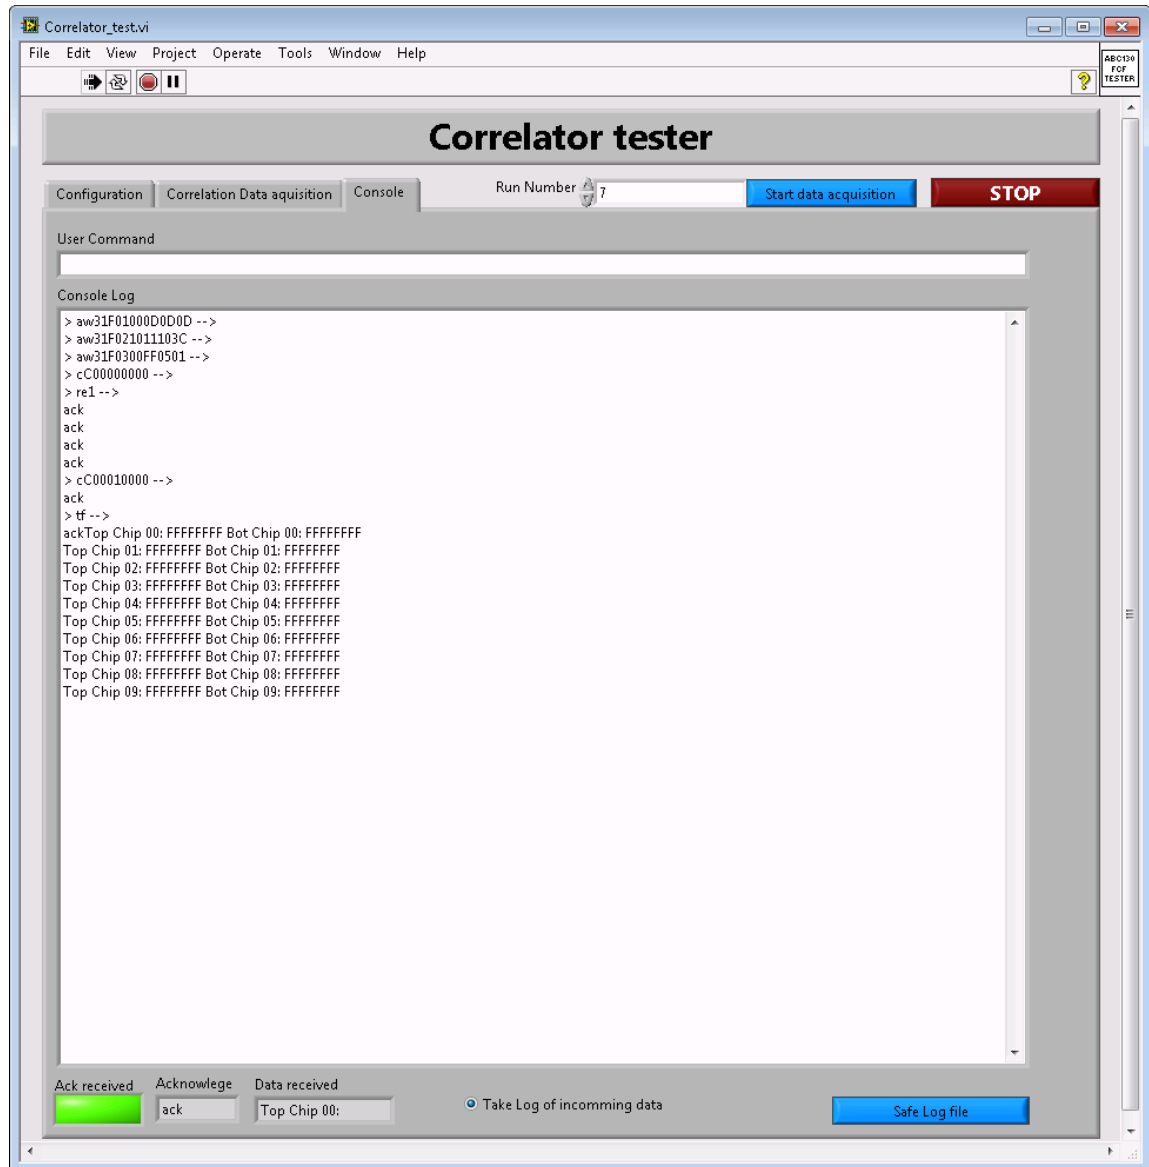 Correlator_test.vi
File Edit View Project Operate Tools Window Help
ABC130
FCF
TESTER
?
Correlator tester
Configuration Correlation Data aquisition Console Run Number 7 Start data acquisition STOP
User Command
Console Log
> aw31F01000D0D0D -->
> aw31F021011103C -->
> aw31F0300FF0501 -->
> cC00000000 -->
> re1 -->
ack
ack
ack
ack
> cC00010000 -->
ack
> tf -->
ackTop Chip 00: FFFFFFFF Bot Chip 00: FFFFFFFF
Top Chip 01: FFFFFFFF Bot Chip 01: FFFFFFFF
Top Chip 02: FFFFFFFF Bot Chip 02: FFFFFFFF
Top Chip 03: FFFFFFFF Bot Chip 03: FFFFFFFF
Top Chip 04: FFFFFFFF Bot Chip 04: FFFFFFFF
Top Chip 05: FFFFFFFF Bot Chip 05: FFFFFFFF
Top Chip 06: FFFFFFFF Bot Chip 06: FFFFFFFF
Top Chip 07: FFFFFFFF Bot Chip 07: FFFFFFFF
Top Chip 08: FFFFFFFF Bot Chip 08: FFFFFFFF
Top Chip 09: FFFFFFFF Bot Chip 09: FFFFFFFF
Ack received Acknowlege Data received
ack Top Chip 00: Take Log of incomming data Safe Log file